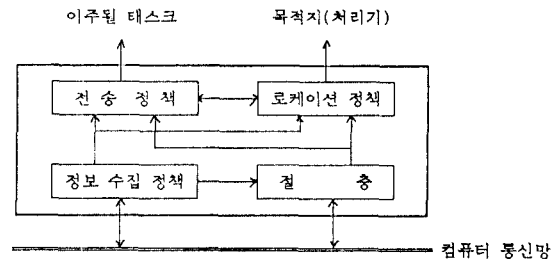 이주될 태스크 목적지(처리기)
전 송 정 책 로케이션 정책
정보 수집 정책 절 충
컴퓨터 통신망